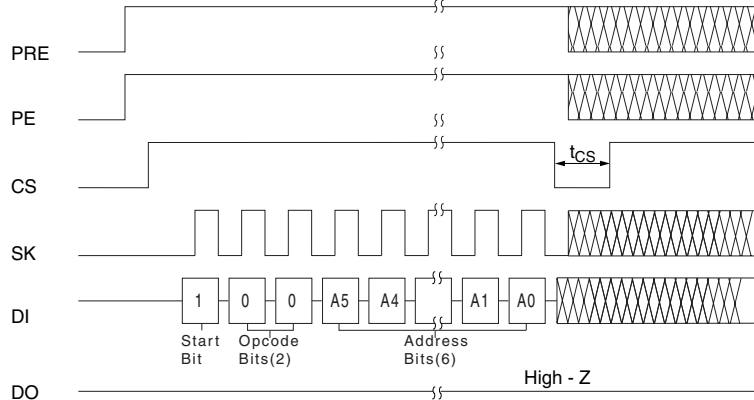 PRE
PE
tCS
CS
SK
1 0 0 A5 A4 A1 A0
DI
Start Opcode Address
Bit Bits(2) Bits(6)
High - Z
DO